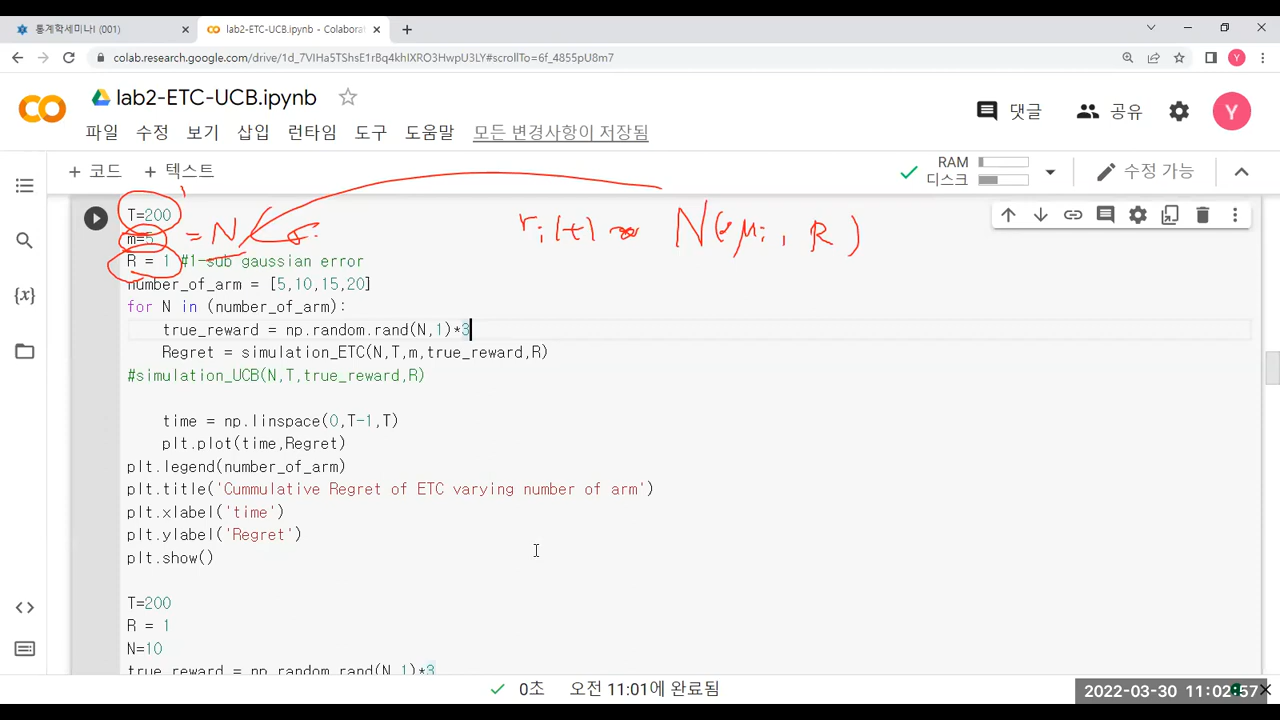 통계학세미나I (001)
lab2-ETC-UCB.ipynb - Colaborat
colab.research.google.com/drive/1d_7VIHa5TShsE1rBq4khIXRO3HwpU3LY#scrollTo=6f_4855pU8m7
lab2-ETC-UCB.ipynb
댓글
공유
Y
파일 수정 보기 삽입 런타임 도구 도움말 모든 변경사항이 저장됨
+ 코드 + 텍스트
RAM
디스크
수정 가능
T=200
m=5
= N
r_i(t) ~ N(μ_i, R)
R = 1 #1-sub gaussian error
number_of_arm = [5,10,15,20]
for N in (number_of_arm):
true_reward = np.random.rand(N,1)*3
Regret = simulation_ETC(N,T,m,true_reward,R)
#simulation_UCB(N,T,true_reward,R)
time = np.linspace(0,T-1,T)
plt.plot(time,Regret)
plt.legend(number_of_arm)
plt.title('Cummulative Regret of ETC varying number of arm')
plt.xlabel('time')
plt.ylabel('Regret')
plt.show()
T=200
R = 1
N=10
true_reward = np.random.rand(N,1)*3
0초 오전 11:01에 완료됨
2022-03-30 11:02:57